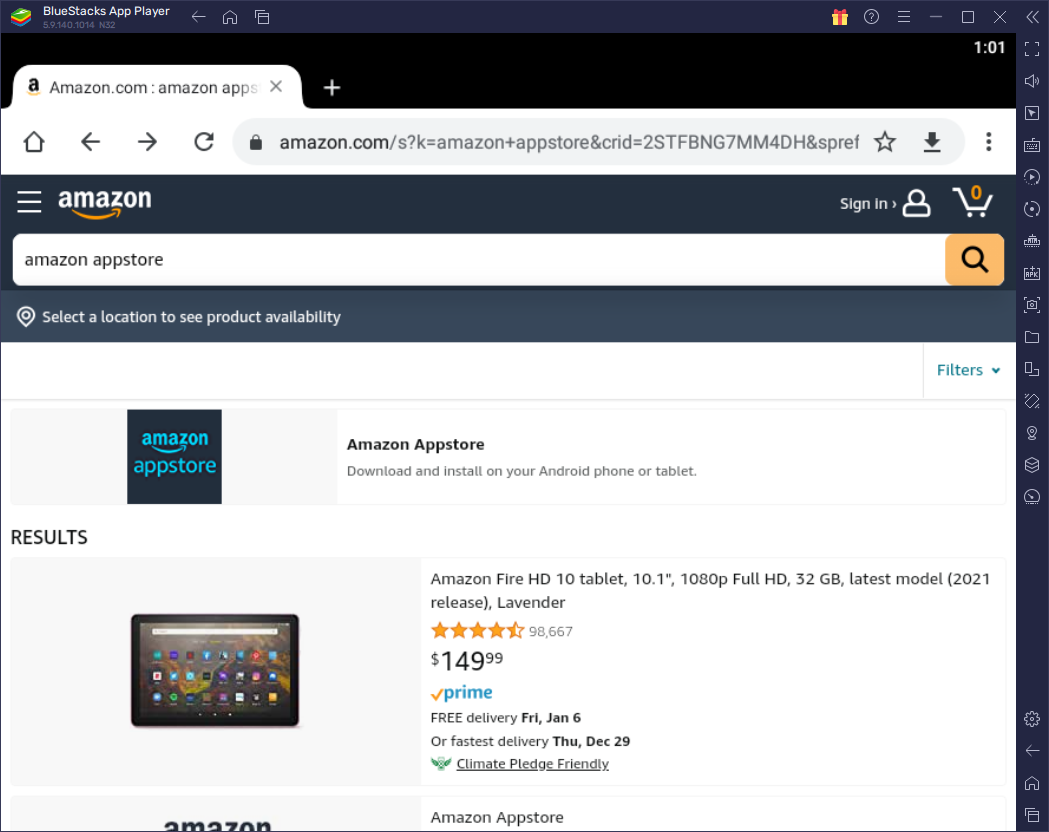 BlueStacks App Player
5.9.140.1014 N32
1:01
Amazon.com : amazon apps
amazon.com/s?k=amazon+appstore&crid=2STFBNG7MM4DH&spref
amazon
Sign in ›
0
amazon appstore
Select a location to see product availability
Filters
amazon
appstore
Amazon Appstore
Download and install on your Android phone or tablet.
RESULTS
Amazon Fire HD 10 tablet, 10.1", 1080p Full HD, 32 GB, latest model (2021
release), Lavender
98,667
$14999
prime
FREE delivery Fri, Jan 6
Or fastest delivery Thu, Dec 29
Climate Pledge Friendly
Amazon Appstore
amazon